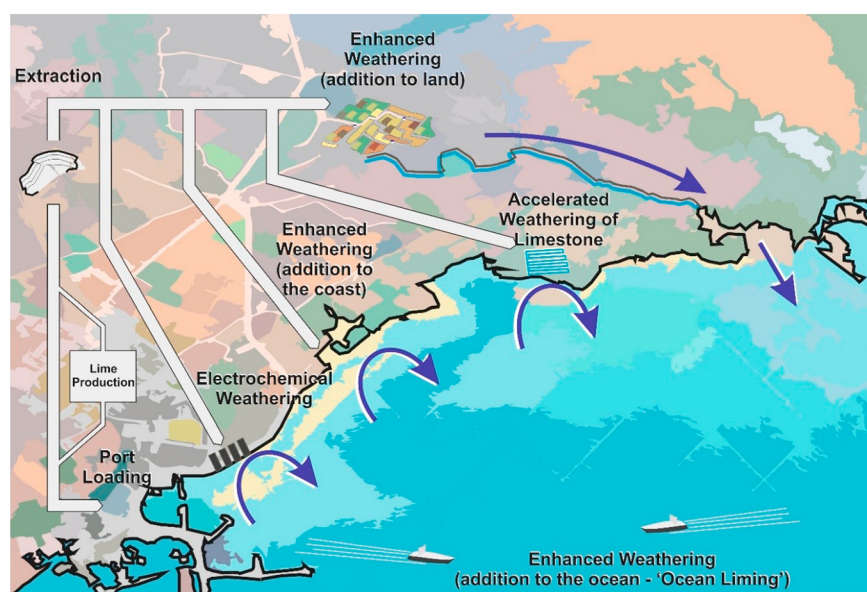 Enhanced
Weathering
(addition to land)
Extraction
Accelerated
Weathering of
Limestone
Enhanced
Weathering
(addition to
the coast)
Lime
Production
Electrochemical
Weathering
Port
Loading
Enhanced Weathering
(addition to the ocean - ‘Ocean Liming’)